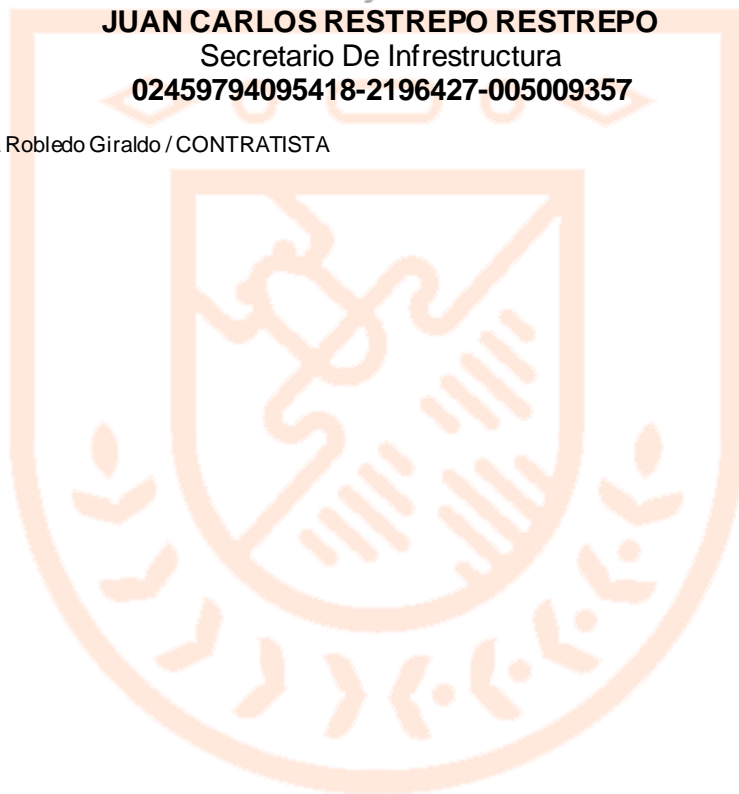 JUAN CARLOS RESTREPO RESTREPO
Secretario De Infrestructura
02459794095418-2196427-005009357
Robledo Giraldo / CONTRATISTA